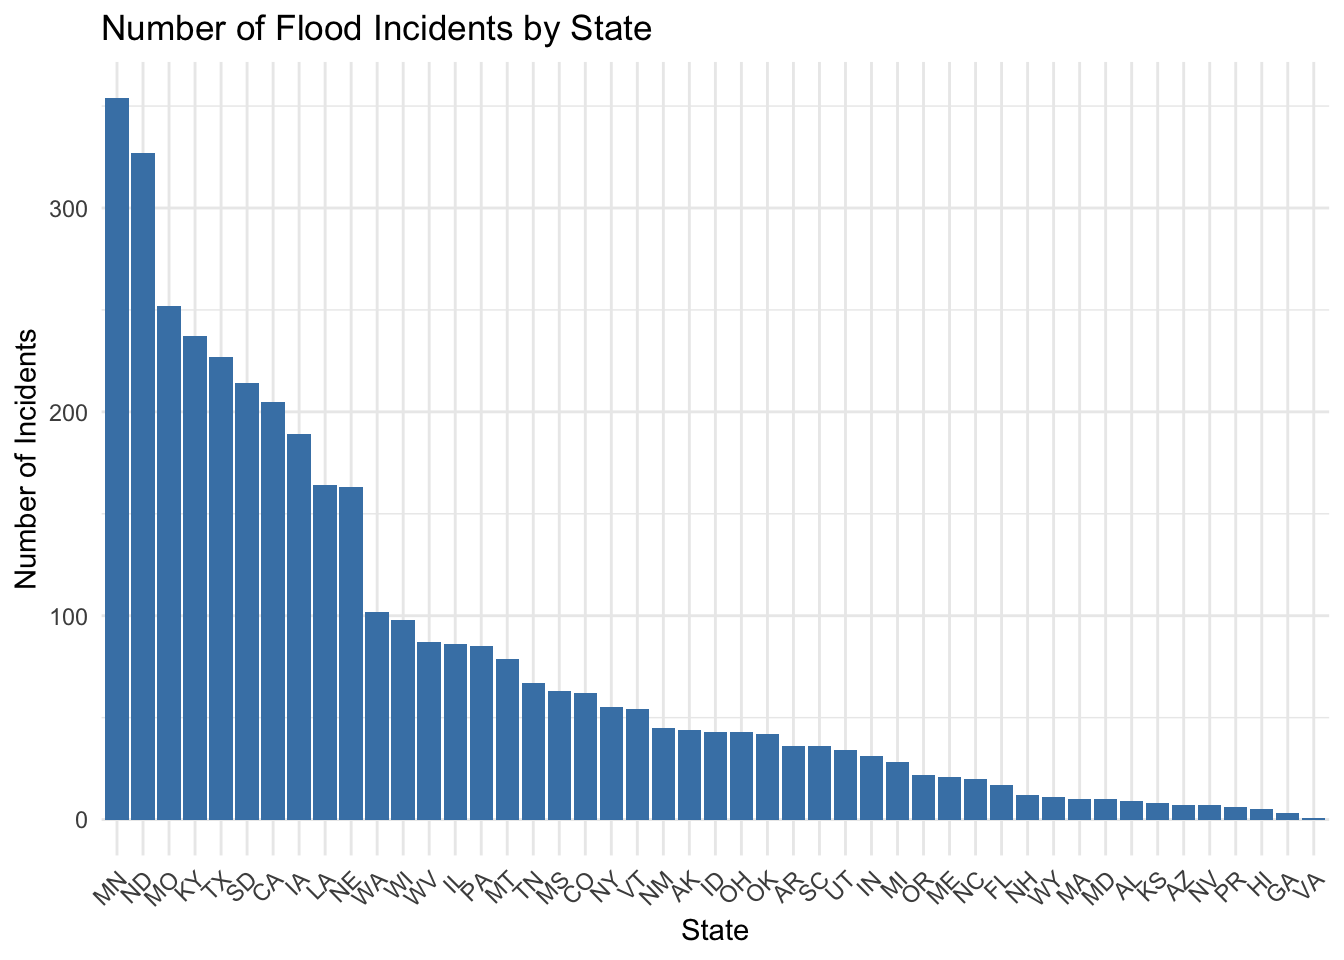 Number of Flood Incidents by State
Number of Incidents
300
200
100
0
MN ND MO KY TX SD CA IA LA NE WA WI WV IL PA MT TN MS CO NY VT NM AK ID OH OK AR SC UT IN MI OR ME NC FL NH WY MA MD AL KS AZ NV PR HI GA VA
State